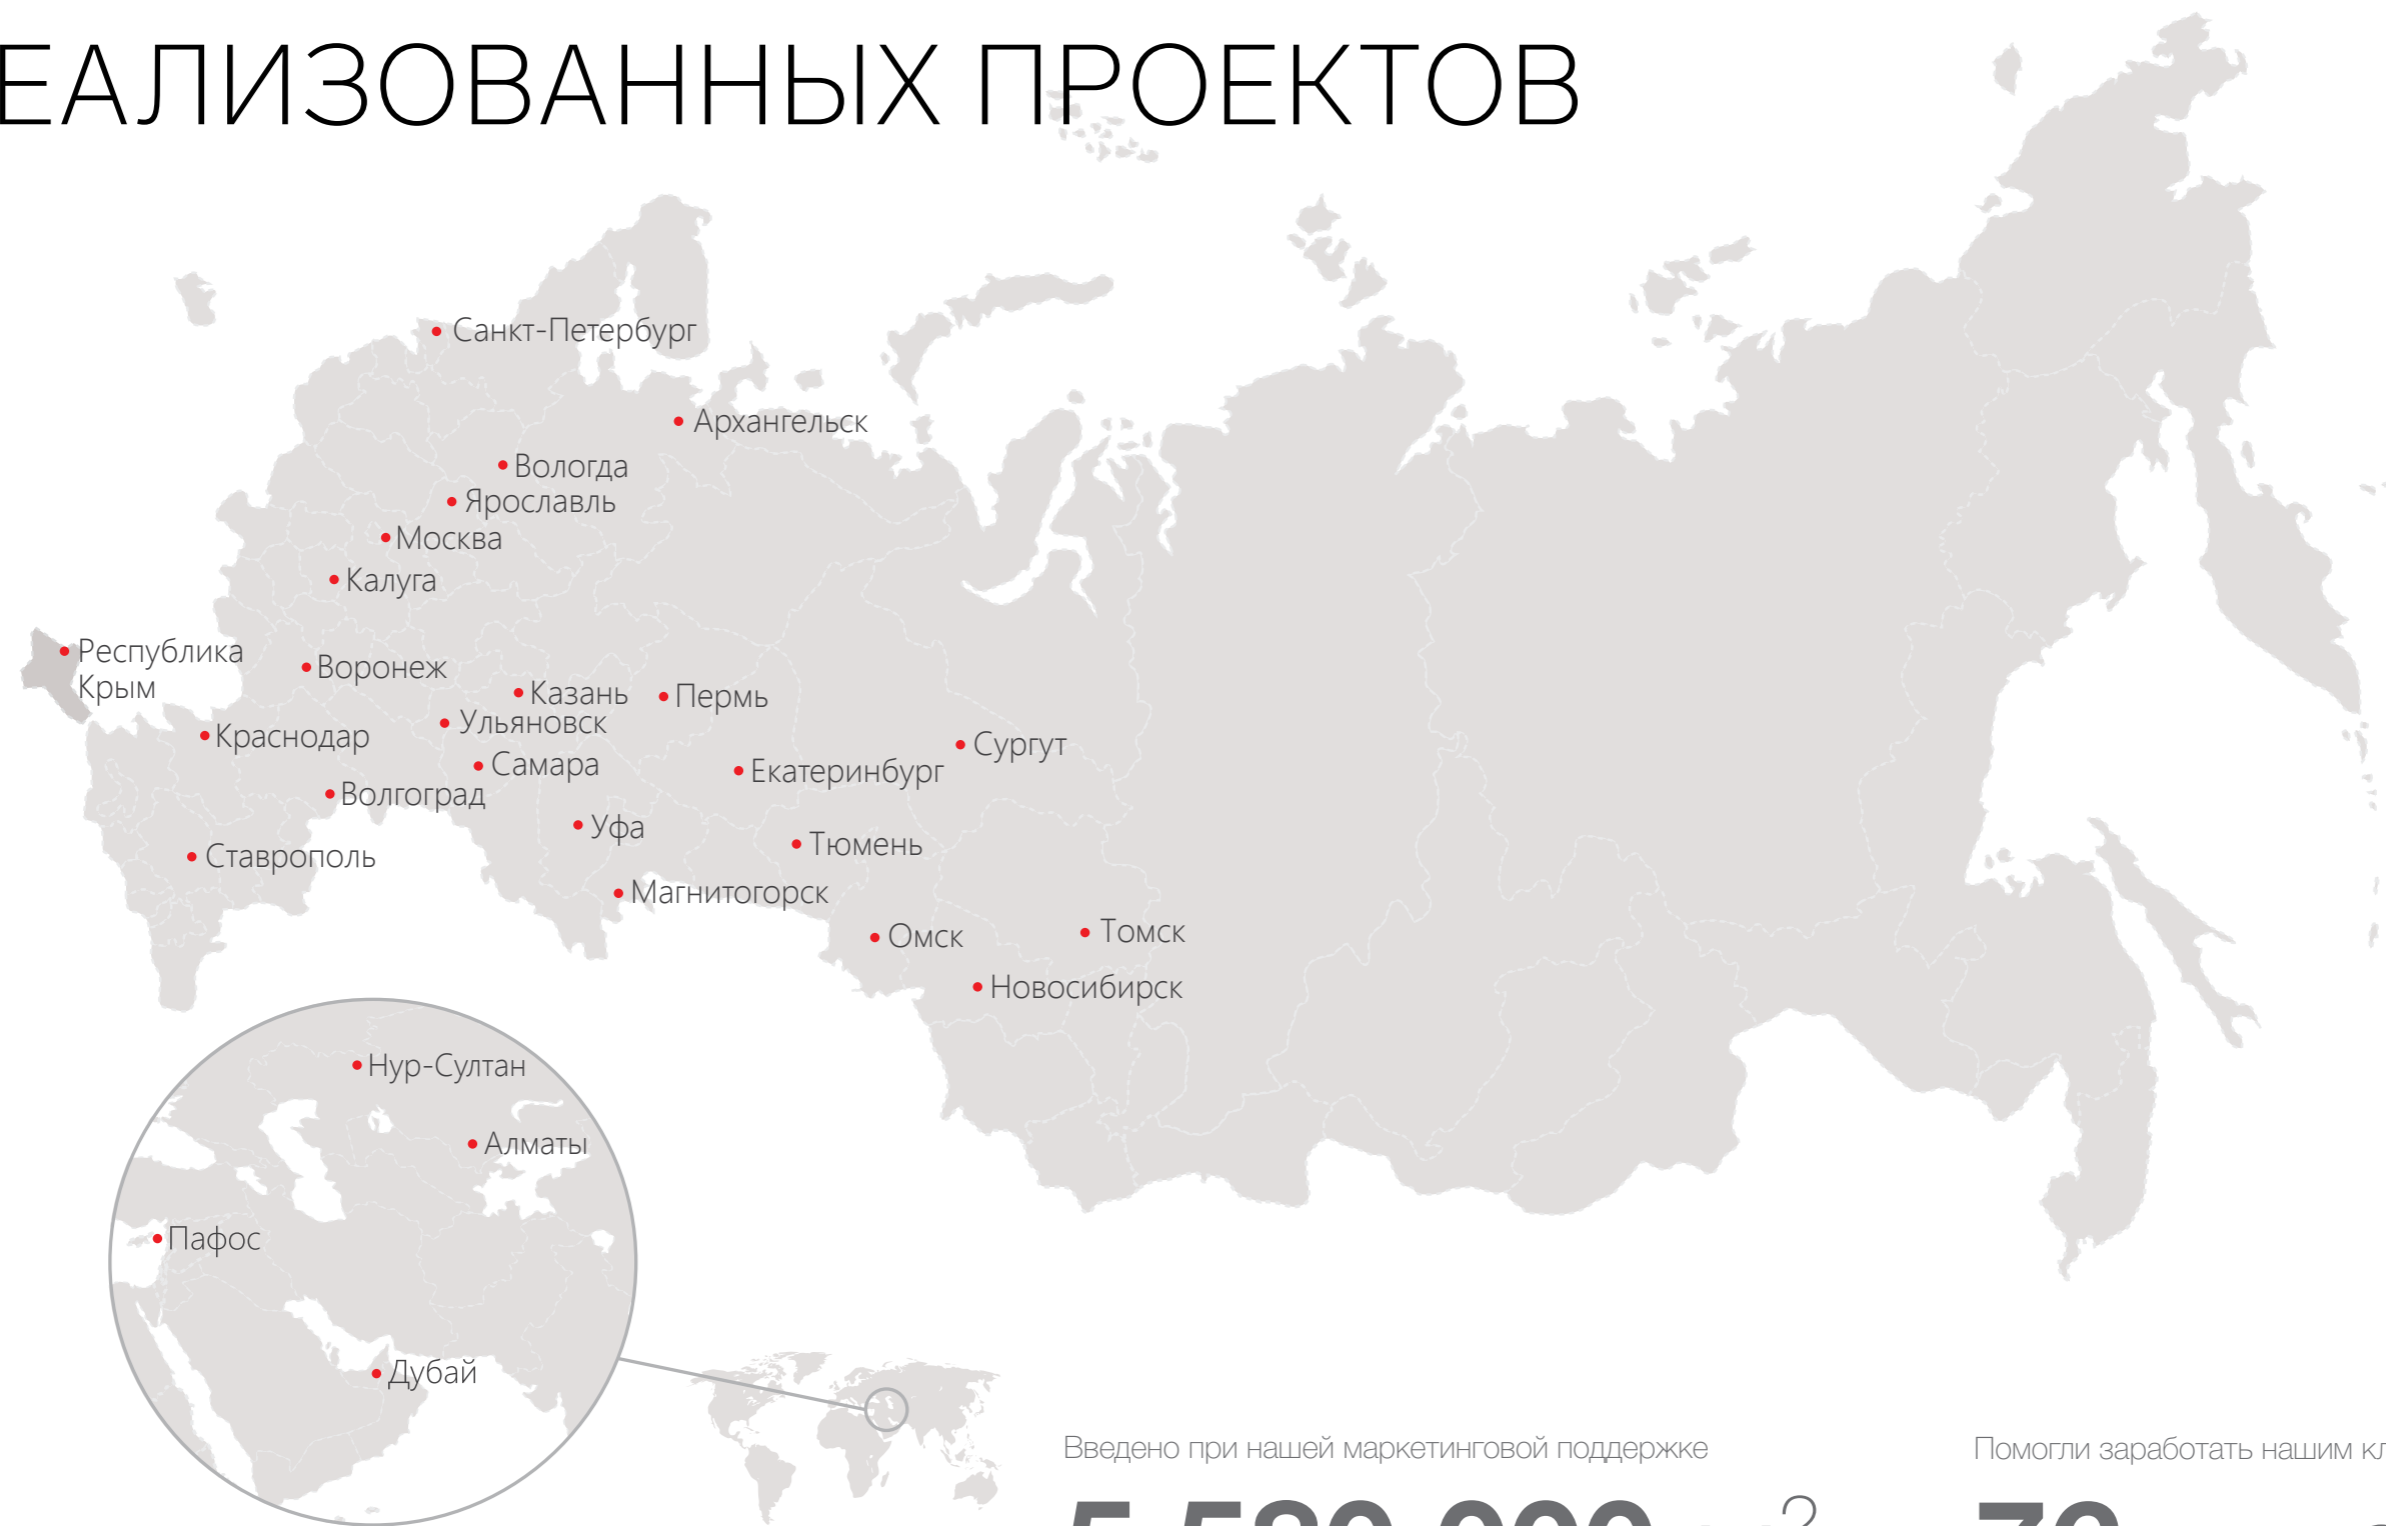 ЕАЛИЗОВАННЫХ ПРОЕКТОВ
Санкт-Петербург
Архангельск
Вологда
Ярославль
Москва
Калуга
Республика
Крым
Воронеж
Казань
Пермь
Ульяновск
Краснодар
Сургут
Самара
Екатеринбург
Волгоград
Уфа
Тюмень
Ставрополь
Магнитогорск
Омск
Томск
Новосибирск
Нур-Султан
Алматы
Пафос
Дубай
Введено при нашей маркетинговой поддержке
Помогли заработать нашим кл